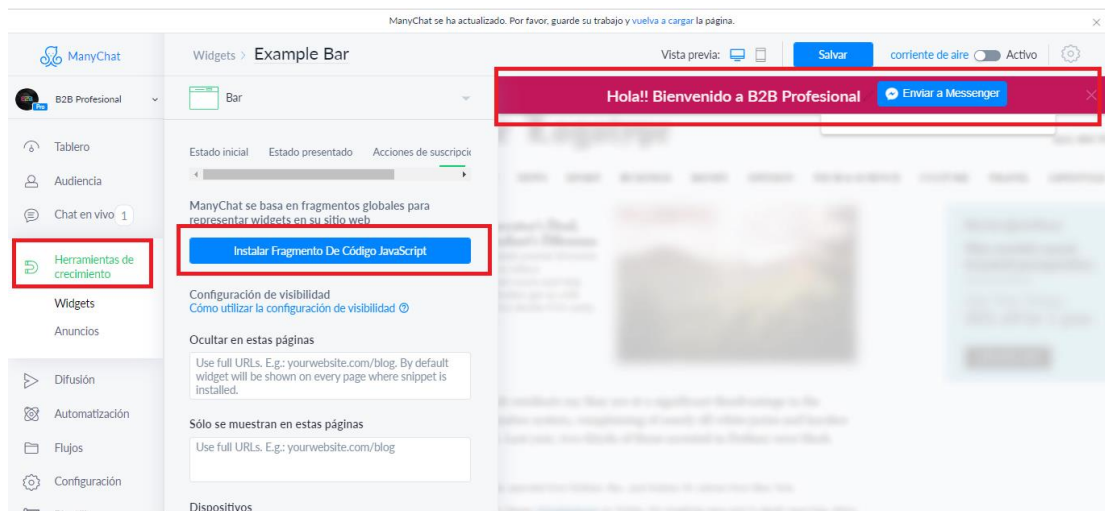 ManyChat se ha actualizado. Por favor, guarde su trabajo y vuelva a cargar la página.
ManyChat
Widgets > Example Bar
Vista previa:
Salvar
corriente de aire
Activo
B2B Profesional
Pro
Bar
Hola!! Bienvenido a B2B Profesional
Enviar a Messenger
Tablero
Audiencia
Chat en vivo 1
Herramientas de
crecimiento
Widgets
Anuncios
Difusión
Automatización
Flujos
Configuración
Estado inicial Estado presentado Acciones de suscripcic
ManyChat se basa en fragmentos globales para
representar widgets en su sitio web
Instalar Fragmento De Código JavaScript
Configuración de visibilidad
Cómo utilizar la configuración de visibilidad
Ocultar en estas páginas
Use full URLs. E.g.: yourwebsite.com/blog. By default
widget will be shown on every page where snippet is
installed.
Sólo se muestran en estas páginas
Use full URLs. E.g.: yourwebsite.com/blog
Dispositivos